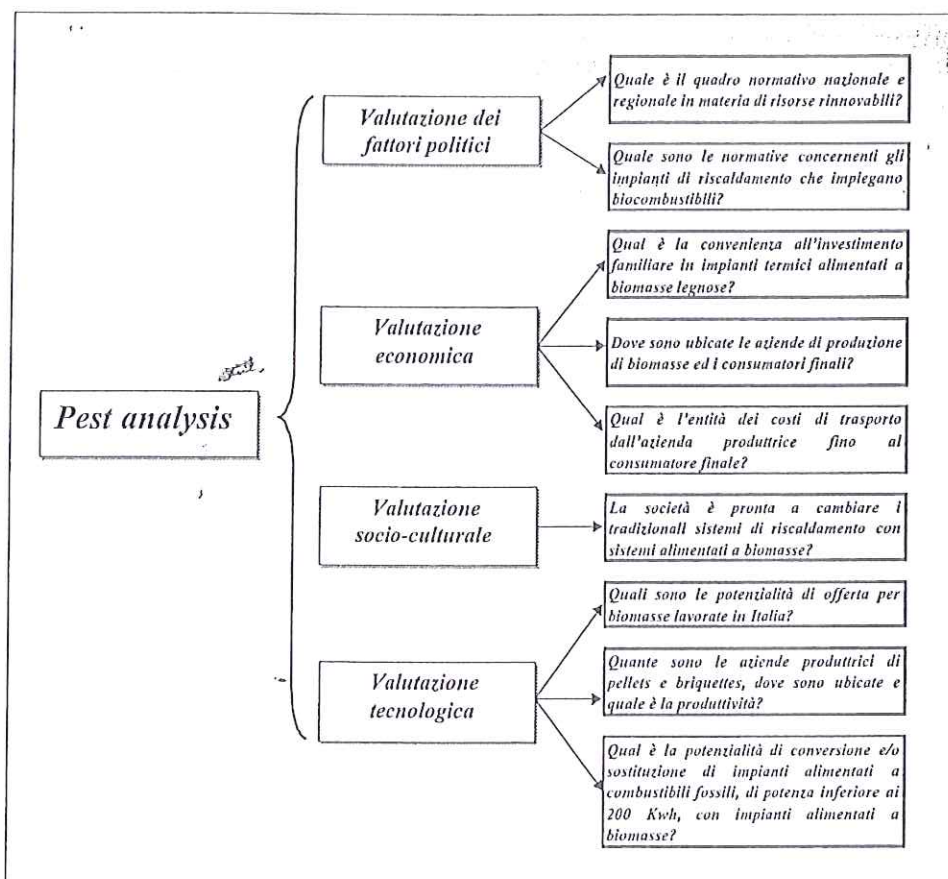 Pest analysis
Valutazione dei
fattori politici
Quale è il quadro normativo nazionale e
regionale in materia di risorse rinnovabili?
Quale sono le normative concernenti gli
impianti di riscaldamento che impiegano
biocombustibili?
Valutazione
economica
Qual è la convenienza all'investimento
familiare in impianti termici alimentati a
biomasse legnose?
Dove sono ubicate le aziende di produzione
di biomasse ed i consumatori finali?
Qual è l'entità dei costi di trasporto
dall'azienda produttrice fino al
consumatore finale?
Valutazione
socio-culturale
La società è pronta a cambiare i
tradizionali sistemi di riscaldamento con
sistemi alimentati a biomasse?
Valutazione
tecnologica
Quali sono le potenzialità di offerta per
biomasse lavorate in Italia?
Quante sono le aziende produttrici di
pellets e briquettes, dove sono ubicate e
quale è la produttività?
Qual è la potenzialità di conversione e/o
sostituzione di impianti alimentati a
combustibili fossili, di potenza inferiore ai
200 Kwh, con impianti alimentati a
biomasse?